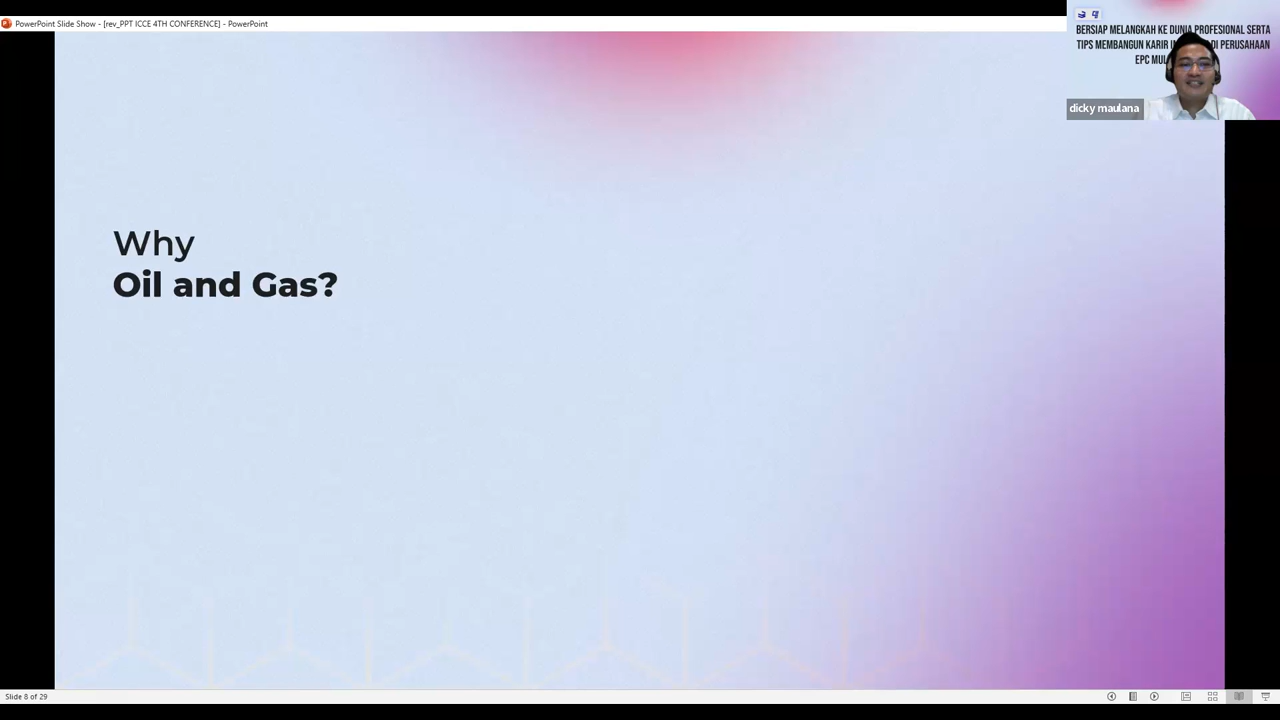 PowerPoint Slide Show - [rev_PPT ICCE 4TH CONFERENCE] - PowerPoint
BERSIAP MELANGKAH KE DUNIA PROFESIONAL SERTA
TIPS MEMBANGUN KARIR DI PERUSAHAAN
EPC
dicky maulana
Why
Oil and Gas?
Slide 8 of 29